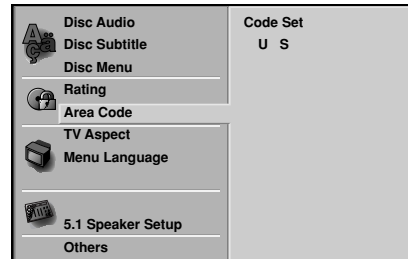 Disc Audio
Disc Subtitle
Disc Menu
Rating
Area Code
TV Aspect
Menu Language
5.1 Speaker Setup
Others
Code Set
U S